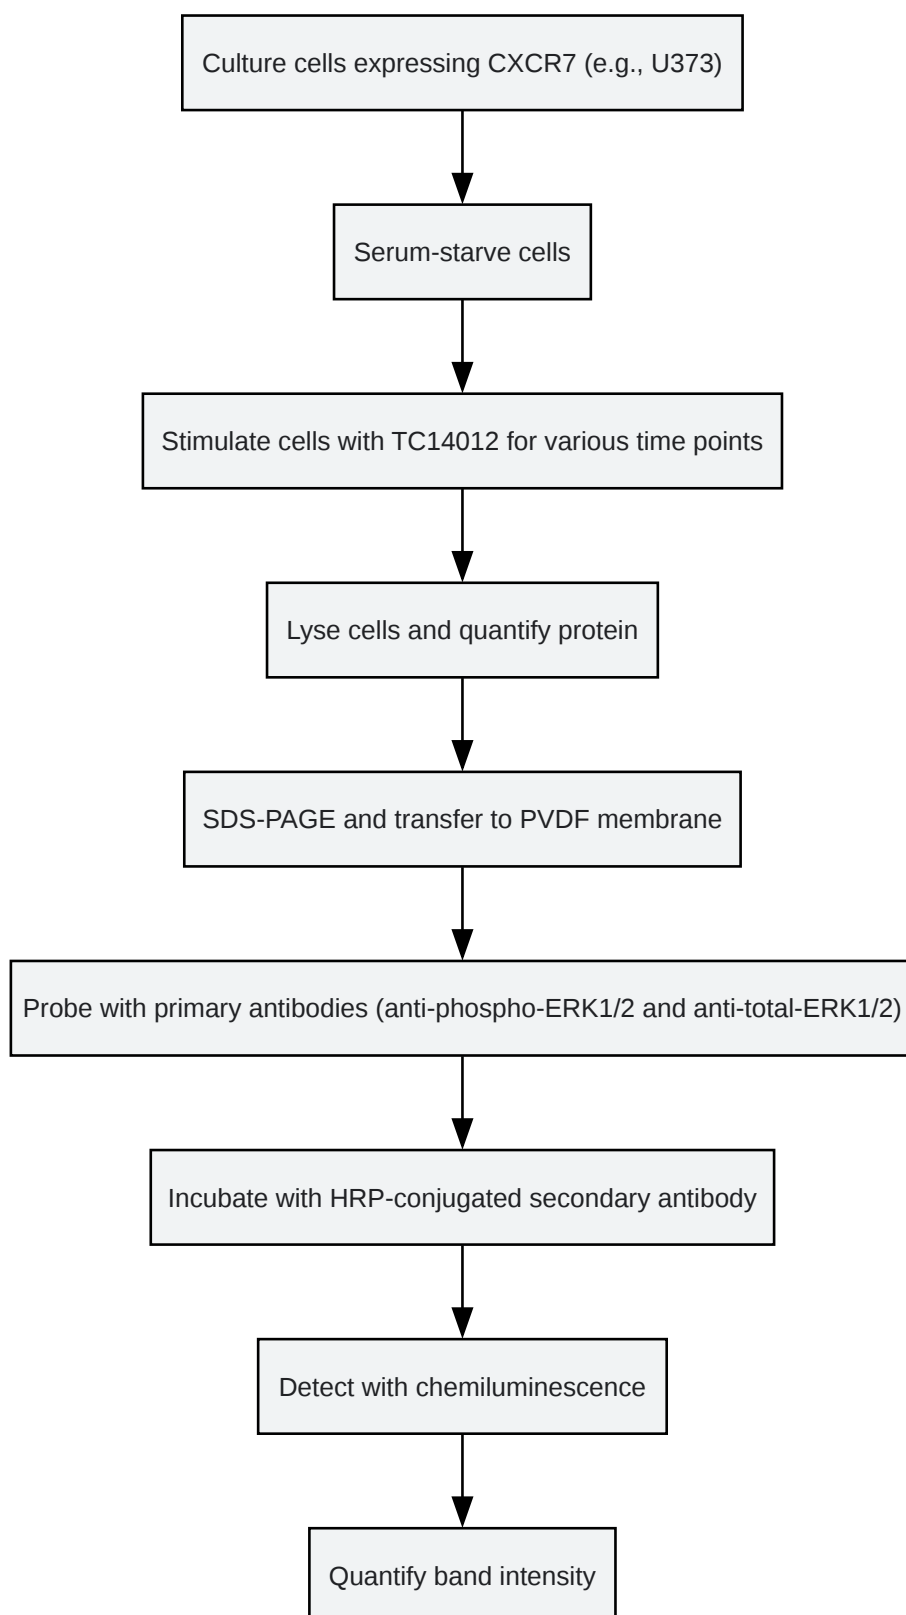 Culture cells expressing CXCR7 (e.g., U373)
Serum-starve cells
Stimulate cells with TC14012 for various time points
Lyse cells and quantify protein
SDS-PAGE and transfer to PVDF membrane
Probe with primary antibodies (anti-phospho-ERK1/2 and anti-total-ERK1/2)
Incubate with HRP-conjugated secondary antibody
Detect with chemiluminescence
Quantify band intensity